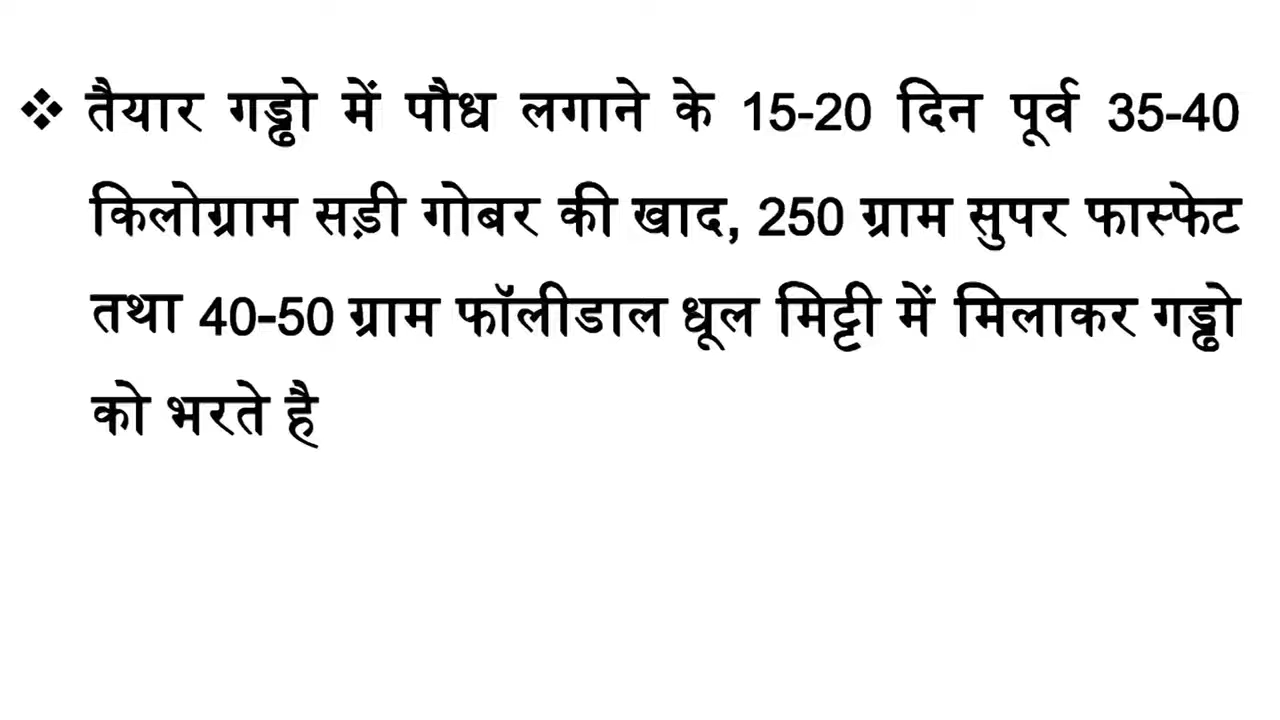 ❖ तैयार गड्ढो में पौध लगाने के 15-20 दिन पूर्व 35-40
किलोग्राम सड़ी गोबर की खाद, 250 ग्राम सुपर फास्फेट
तथा 40-50 ग्राम फॉलीडाल धूल मिट्टी में मिलाकर गड्ढो
को भरते है